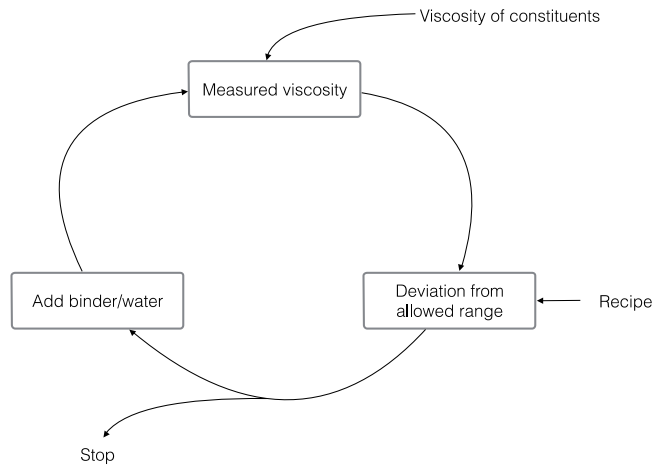 Viscosity of constituents
Measured viscosity
Add binder/water
Deviation from
allowed range
Recipe
Stop